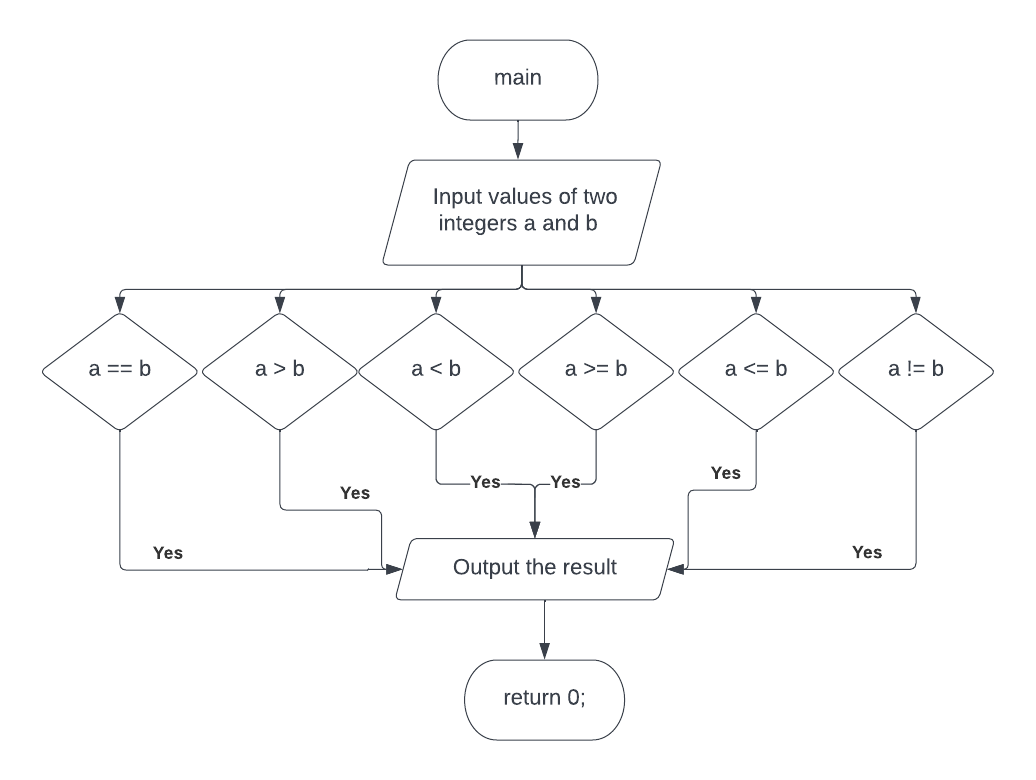 main
Input values of two
integers a and b
a == b
a > b
a < b
a >= b
a <= b
a != b
Yes
Yes
Yes
Yes
Yes
Yes
Output the result
return 0;